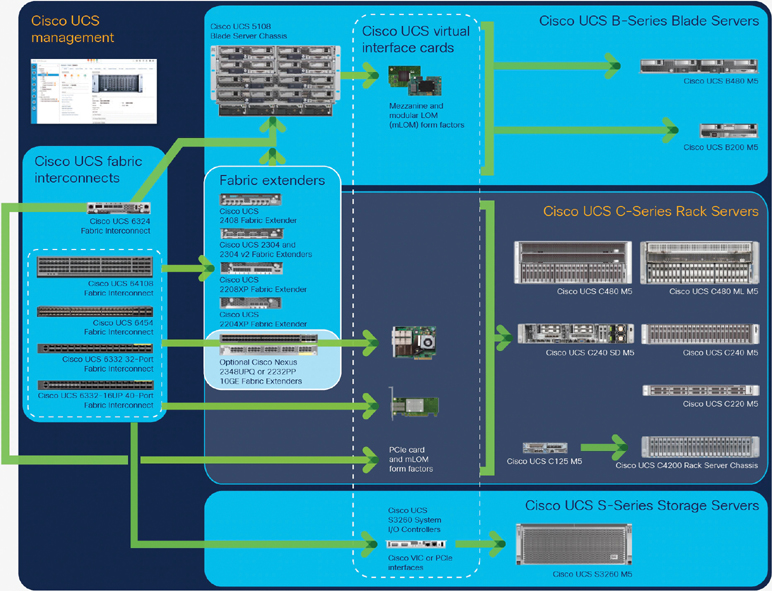 Cisco UCS
management
Cisco UCS 5108
Blade Server Chassis
Cisco UCS virtual
interface cards
Mezzanine and
modular LOM
(mLOM) form factors
Cisco UCS B-Series Blade Servers
Cisco UCS B480 M5
Cisco UCS B200 M5
Cisco UCS fabric
interconnects
Cisco UCS 6324
Fabric Interconnect
Cisco UCS 64108
Fabric Interconnect
Cisco UCS 6454
Fabric Interconnect
Cisco UCS 6332 32-Port
Fabric Interconnect
Cisco UCS 6332-16UP 40-Port
Fabric Interconnect
Fabric extenders
Cisco UCS
2408 Fabric Extender
Cisco UCS 2304 and
2304 v2 Fabric Extenders
Cisco UCS
2208XP Fabric Extender
Cisco UCS
2204XP Fabric Extender
Optional Cisco Nexus
2348UPQ or 2232PP
10GE Fabric Extenders
PCIe card
and mLOM
form factors
Cisco UCS C-Series Rack Servers
Cisco UCS C480 M5
Cisco UCS C480 ML M5
Cisco UCS C240 SD M5
Cisco UCS C240 M5
Cisco UCS C220 M5
Cisco UCS C125 M5
Cisco UCS C4200 Rack Server Chassis
Cisco UCS S-Series Storage Servers
Cisco UCS
S3260 System
I/O Controllers
Cisco VIC or PCIe
interfaces
Cisco UCS S3260 M5